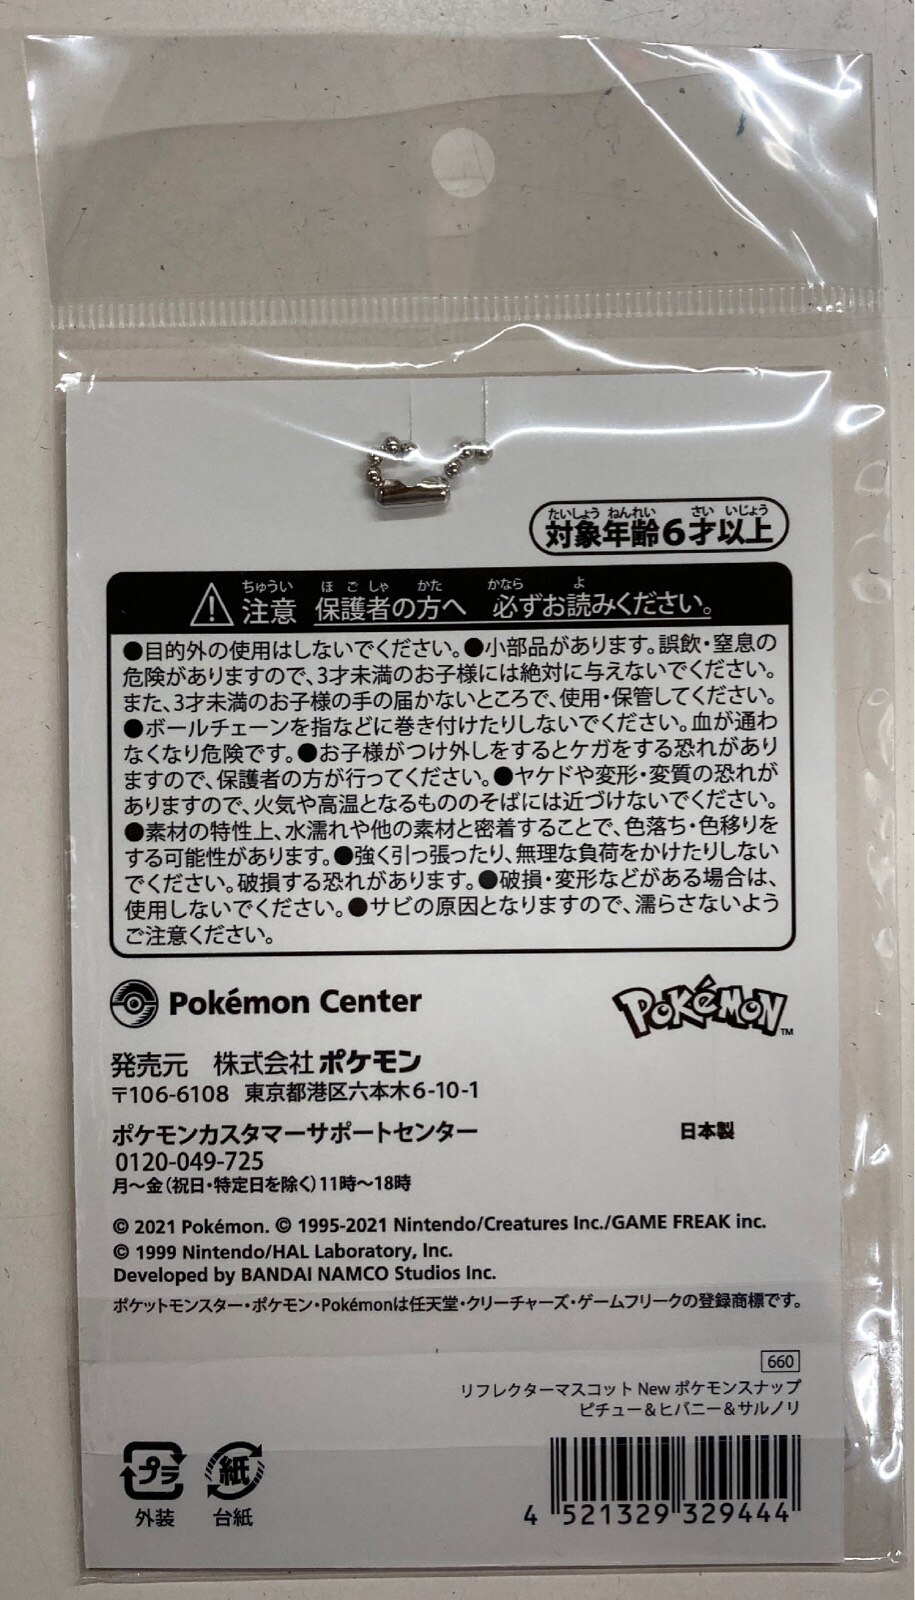 たいしょう ねんれい さい いじょう
対象年齢6才以上
ちゅうい ほごしゃ かた かなら よ
注意 保護者の方へ 必ずお読みください。
●目的外の使用はしないでください。●小部品があります。誤飲・窒息の
危険がありますので、3才未満のお子様には絶対に与えないでください。
また、3才未満のお子様の手の届かないところで、使用・保管してください。
●ボールチェーンを指などに巻き付けたりしないでください。血が通わ
なくなり危険です。●お子様がつけ外しをするとケガをする恐れがあり
ますので、保護者の方が行ってください。●ヤケドや変形・変質の恐れが
ありますので、火気や高温となるもののそばには近づけないでください。
●素材の特性上、水濡れや他の素材と密着することで、色落ち・色移りを
する可能性があります。●強く引っ張ったり、無理な負荷をかけたりしない
でください。破損する恐れがあります。●破損・変形などがある場合は、
使用しないでください。●サビの原因となりますので、濡らさないよう
ご注意ください。
Pokémon Center
POKéMON TM
発売元 株式会社ポケモン
〒106-6108 東京都港区六本木6-10-1
ポケモンカスタマーサポートセンター
日本製
0120-049-725
月～金(祝日・特定日を除く)11時～18時
© 2021 Pokémon. © 1995-2021 Nintendo/Creatures Inc./GAME FREAK inc.
© 1999 Nintendo/HAL Laboratory, Inc.
Developed by BANDAI NAMCO Studios Inc.
ポケットモンスター・ポケモン・Pokémonは任天堂・クリーチャーズ・ゲームフリークの登録商標です。
660
リフレクターマスコット New ポケモンスナップ
ピチュー＆ヒバニー＆サルノリ
プラ 紙
外装 台紙
4 521329 329444